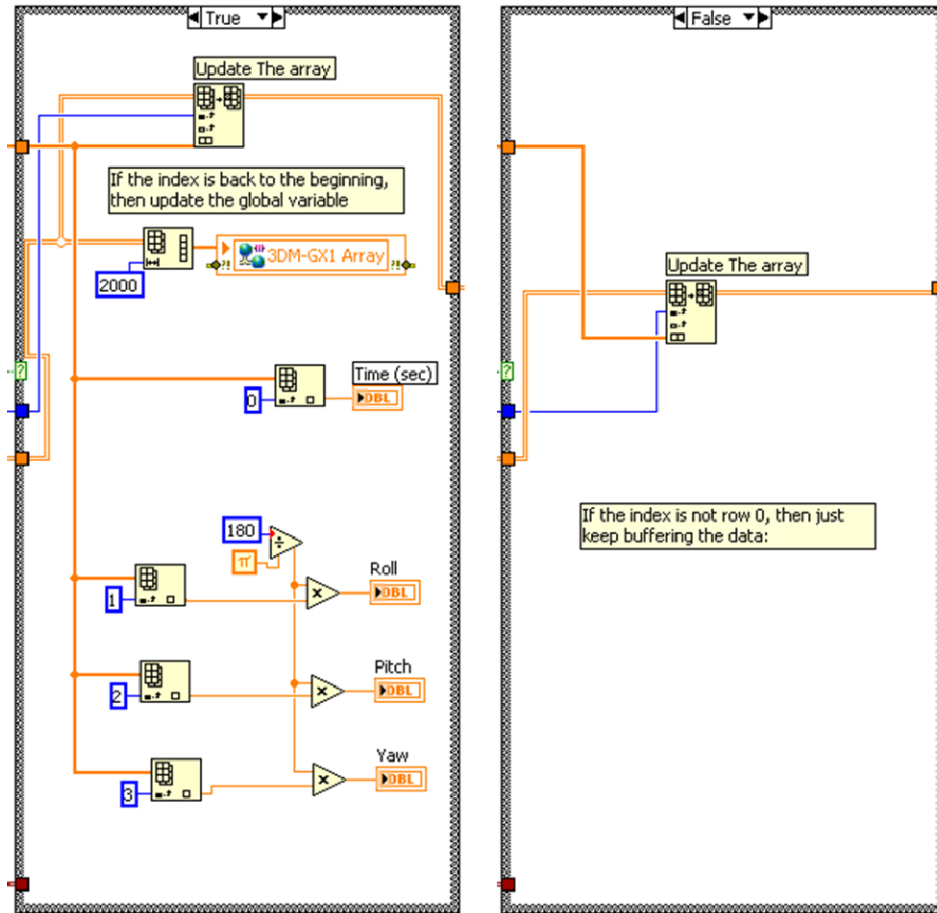 True
Update The array
If the index is back to the beginning,
then update the global variable
3DM-GX1 Array
2000
?
Time (sec)
0
DBL
180
÷
π
Roll
1
×
DBL
Pitch
2
×
DBL
Yaw
3
×
DBL
False
Update The array
?
If the index is not row 0, then just
keep buffering the data: